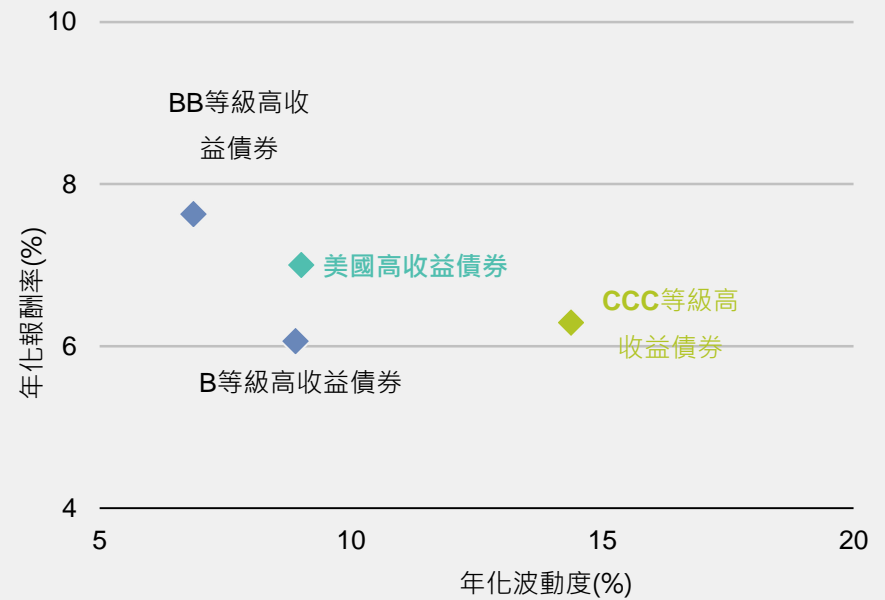 10
BB等級高收
益債券
8
美國高收益債券
CCC等級高
收益債券
6
B等級高收益債券
4
5
10
15
20
年化報酬率(%)
年化波動度(%)